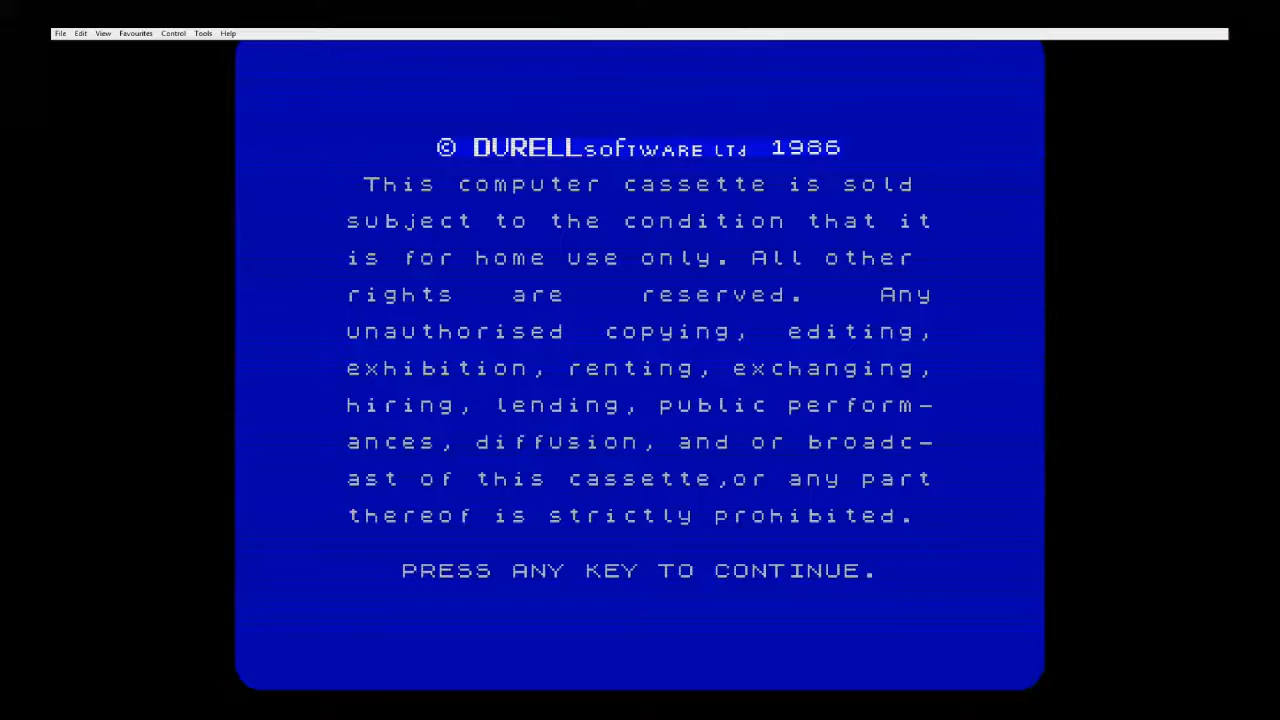 File Edit View Favourites Control Tools Help
© DURELL SOFTWARE LTd 1986
This computer cassette is sold
subject to the condition that it
is for home use only. All other
rights are reserved. Any
unauthorised copying, editing,
exhibition, renting, exchanging,
hiring, lending, public perform-
ances, diffusion, and or broadc-
ast of this cassette,or any part
thereof is strictly prohibited.
PRESS ANY KEY TO CONTINUE.